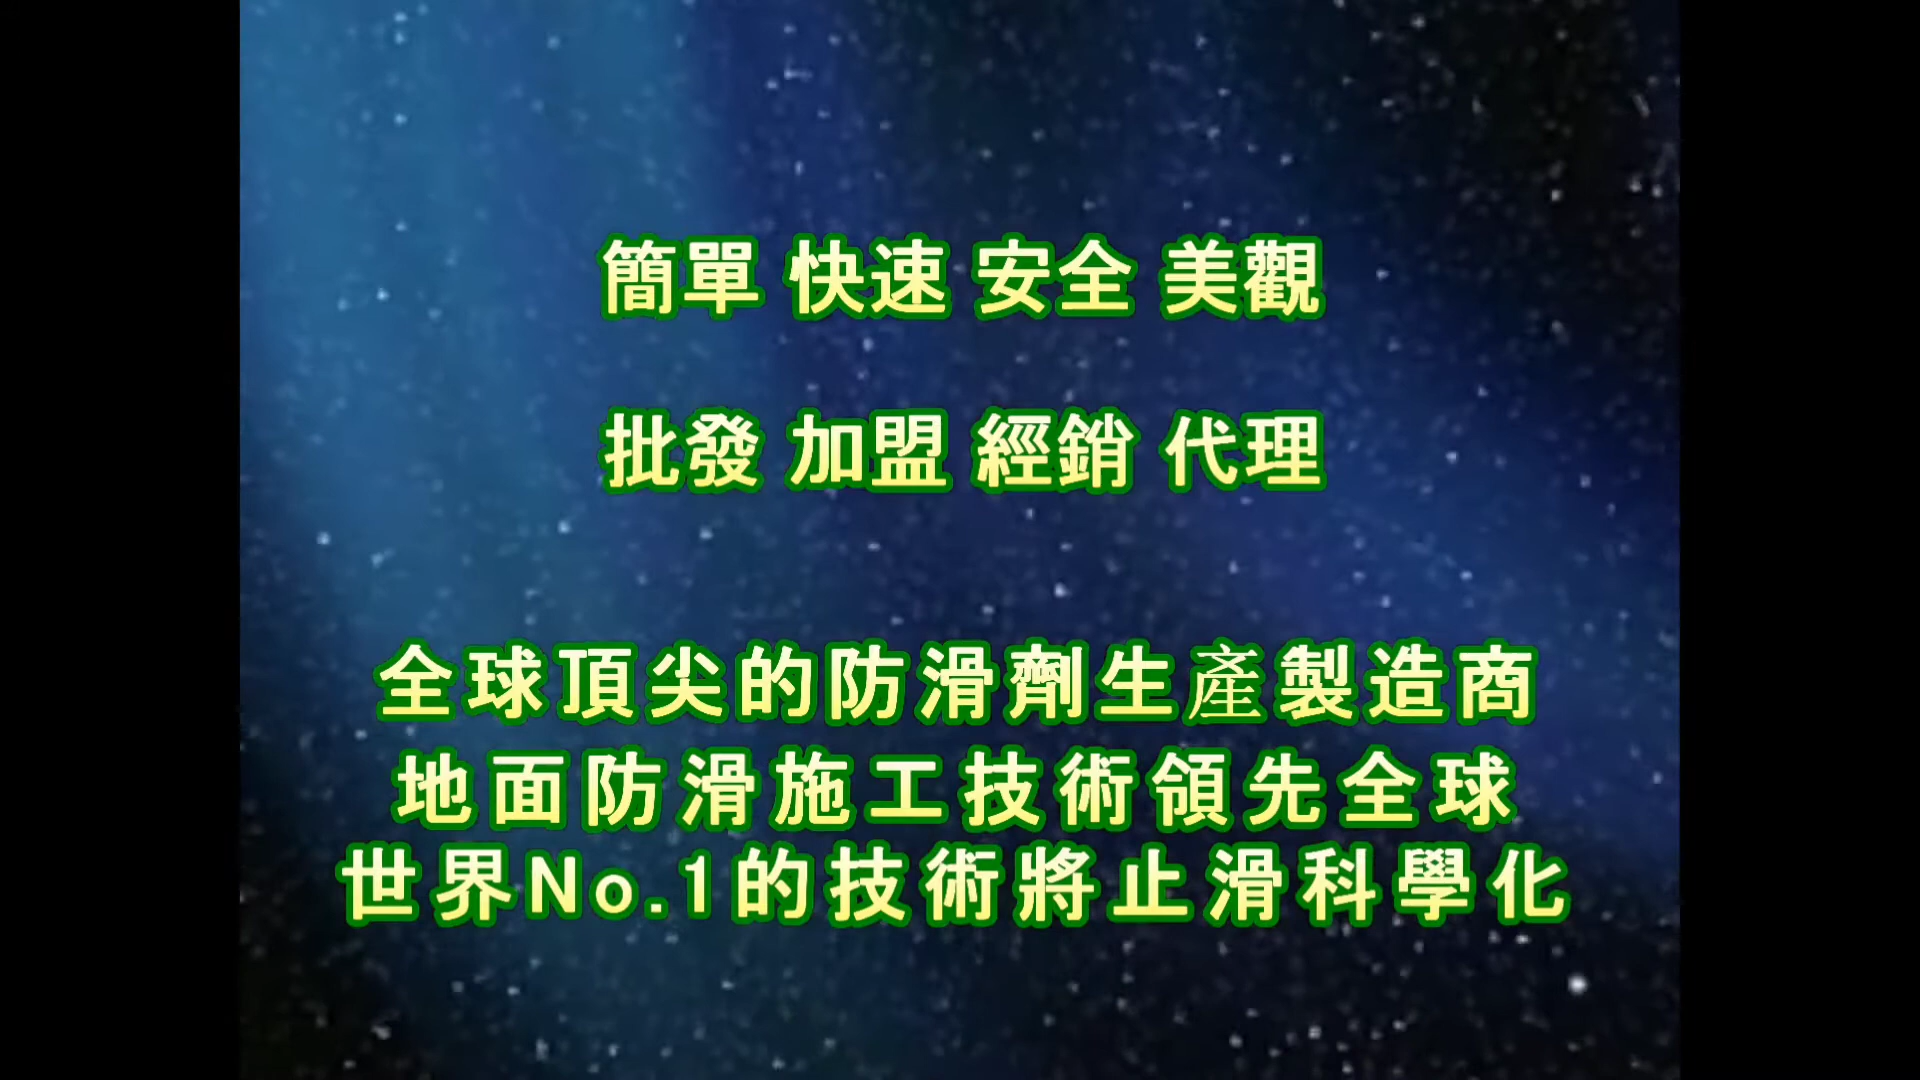 簡單 快速 安全 美觀
批發 加盟 經銷 代理
全球頂尖的防滑劑生產製造商
地面防滑施工技術領先全球
世界No.1的技術將止滑科學化